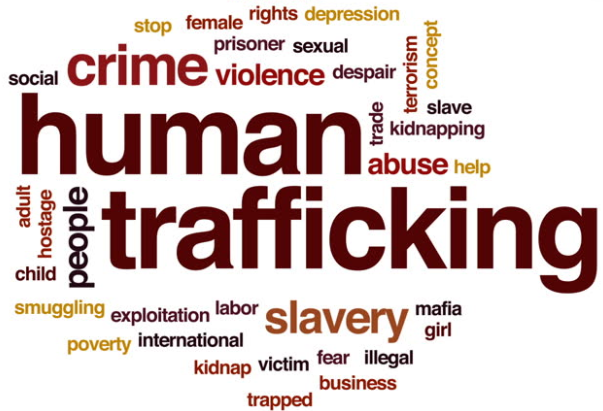 rights depression
stop female
prisoner sexual
crime
social
violence despair
terrorism
concept
human
trade
slave
kidnapping
abuse help
adult
hostage
people
trafficking
child
smuggling
exploitation labor
slavery mafia
girl
poverty international
kidnap victim fear illegal
business
trapped